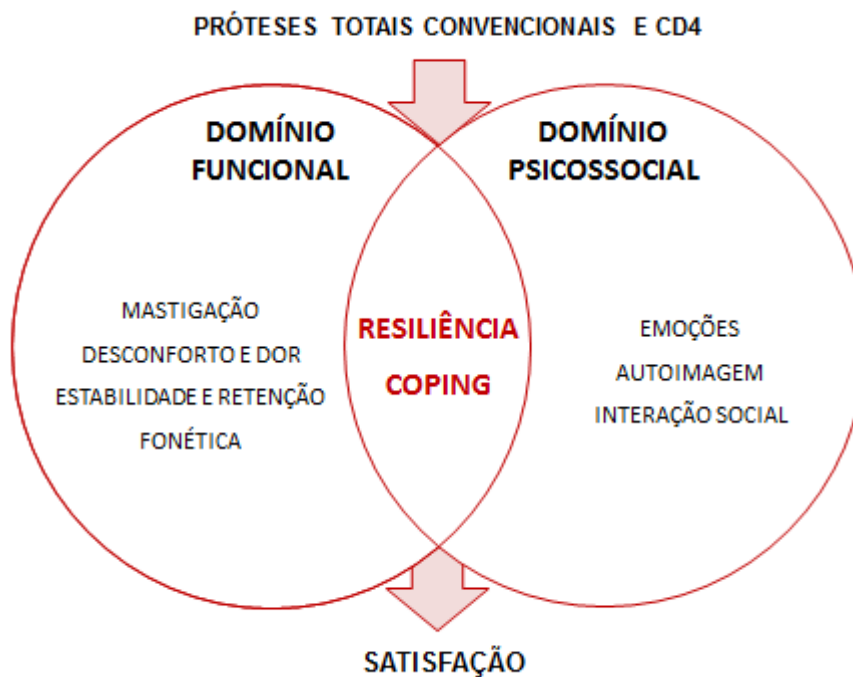 PRÓTESES TOTAIS CONVENCIONAIS E CD4
DOMÍNIO
FUNCIONAL
DOMÍNIO
PSICOSSOCIAL
MASTIGAÇÃO
DESCONFORTO E DOR
ESTABILIDADE E RETENÇÃO
FONÉTICA
RESILIÊNCIA
COPING
EMOÇÕES
AUTOIMAGEM
INTERAÇÃO SOCIAL
SATISFAÇÃO